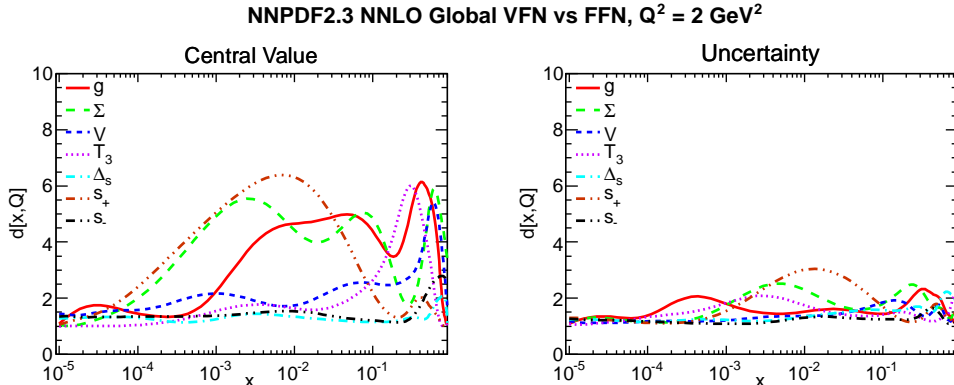 NNPDF2.3 NNLO Global VFN vs FFN, Q² = 2 GeV²
Central Value
d[x,Q]
10
8
6
4
2
0
g
Σ
V
T₃
Δₛ
s₊
s₋
10⁻⁵ 10⁻⁴ 10⁻³ 10⁻² 10⁻¹
x
Uncertainty
d[x,Q]
10
8
6
4
2
0
g
Σ
V
T₃
Δₛ
s₊
s₋
10⁻⁵ 10⁻⁴ 10⁻³ 10⁻² 10⁻¹
x